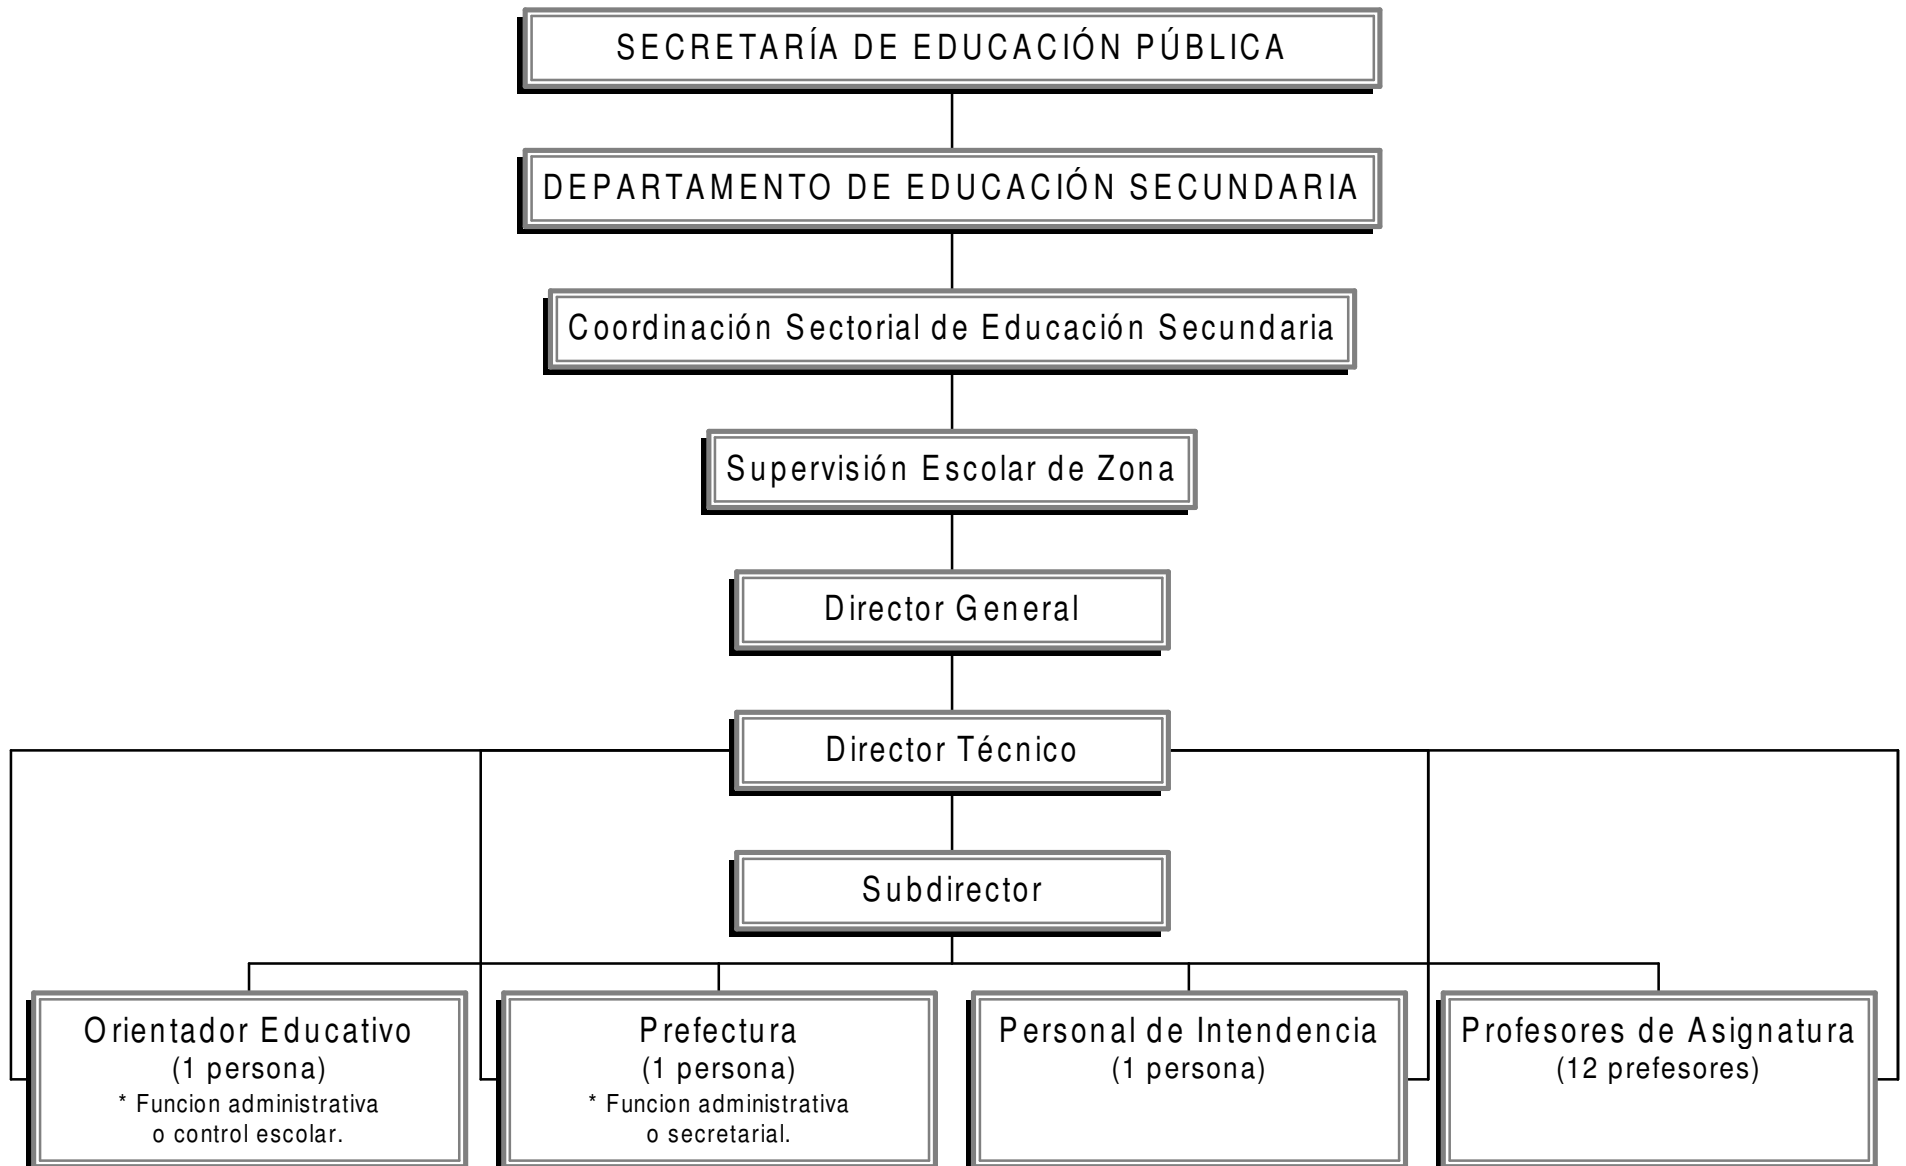 SECRETARÍA DE EDUCACIÓN PÚBLICA
DEPARTAMENTO DE EDUCACIÓN SECUNDARIA
Coordinación Sectorial de Educación Secundaria
Supervisión Escolar de Zona
Director General
Director Técnico
Subdirector
Orientador Educativo
(1 persona)
* Funcion administrativa
o control escolar.
Prefectura
(1 persona)
* Funcion administrativa
o secretarial.
Personal de Intendencia
(1 persona)
Profesores de Asignatura
(12 prefesores)